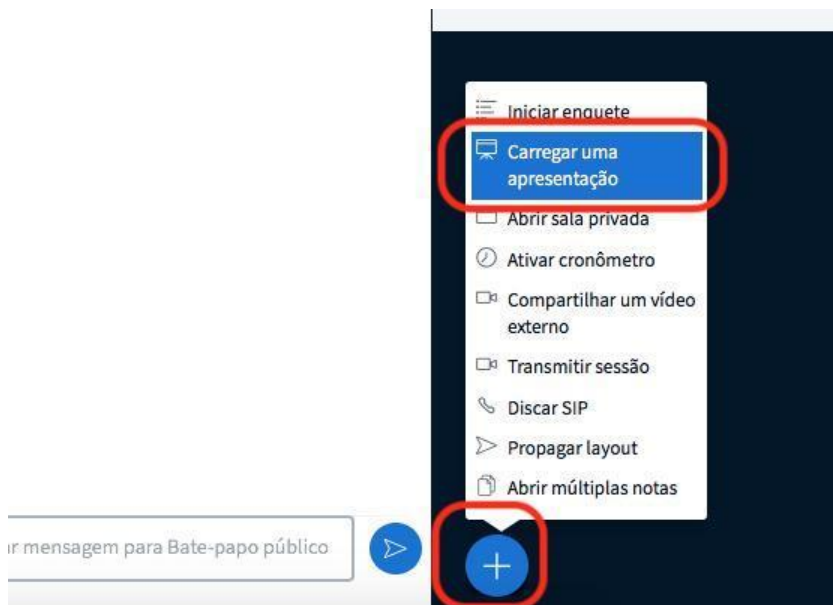 Iniciar enquete
Carregar uma
apresentação
Abrir sala privada
Ativar cronômetro
Compartilhar um vídeo
externo
Transmitir sessão
Discar SIP
Propagar layout
Abrir múltiplas notas
r mensagem para Bate-papo público